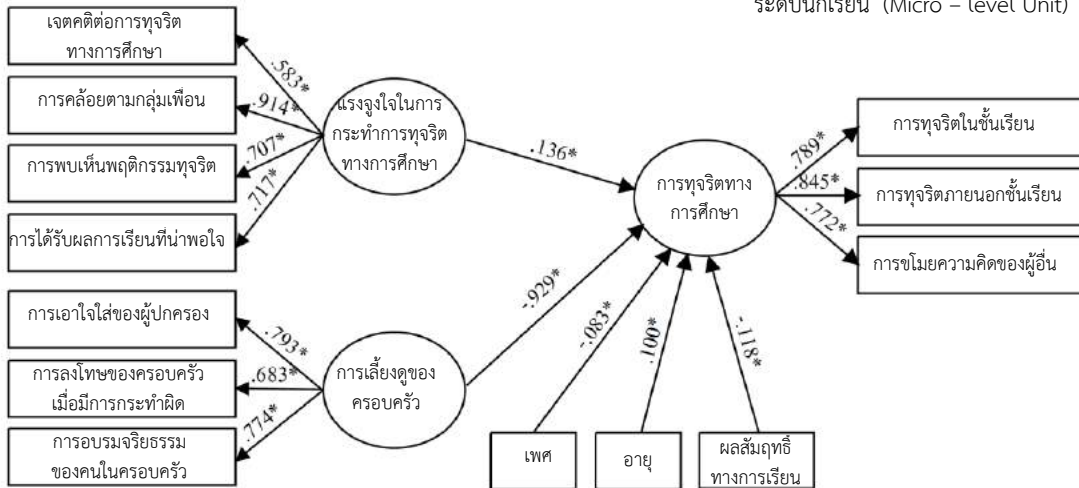 ระดับนักเรียน (Micro – level Unit)
เจตคติต่อการทุจริต
ทางการศึกษา
การคล้อยตามกลุ่มเพื่อน
การพบเห็นพฤติกรรมทุจริต
การได้รับผลการเรียนที่น่าพอใจ
.583*
.914*
.707*
.717*
แรงจูงใจในการ
กระทำการทุจริต
ทางการศึกษา
.136*
การทุจริตทาง
การศึกษา
.789*
.845*
.772*
การทุจริตในชั้นเรียน
การทุจริตภายนอกชั้นเรียน
การขโมยความคิดของผู้อื่น
การเอาใจใส่ของผู้ปกครอง
การลงโทษของครอบครัว
เมื่อมีการกระทำผิด
การอบรมจริยธรรม
ของคนในครอบครัว
.793*
.683*
.774*
การเลี้ยงดูของ
ครอบครัว
-.929*
-.083*
.100*
-.118*
เพศ
อายุ
ผลสัมฤทธิ์
ทางการเรียน